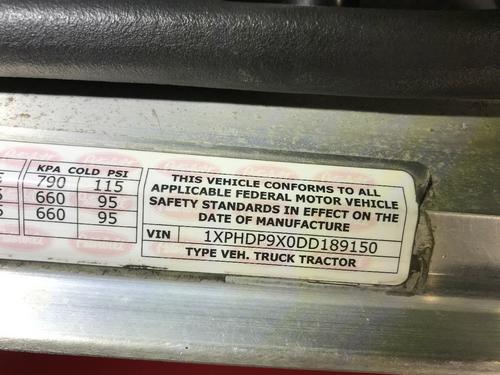 KPA COLD PSI
790 115
660 95
660 95
THIS VEHICLE CONFORMS TO ALL
APPLICABLE FEDERAL MOTOR VEHICLE
SAFETY STANDARDS IN EFFECT ON THE
DATE OF MANUFACTURE
VIN 1XPHDP9X0DD189150
TYPE VEH. TRUCK TRACTOR